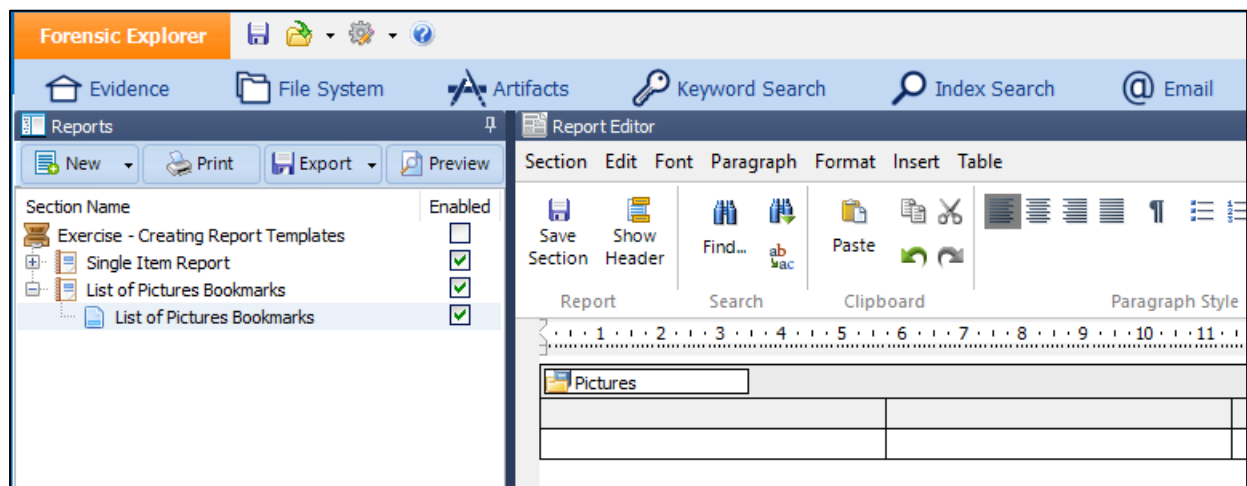 Forensic Explorer
Evidence File System Artifacts Keyword Search Index Search @ Email
Reports
New Print Export Preview
Section Name Enabled
Exercise - Creating Report Templates
Single Item Report
List of Pictures Bookmarks
List of Pictures Bookmarks
Report Editor
Section Edit Font Paragraph Format Insert Table
Save Section
Show Header
Find...
ab
ac
Paste
Report Search Clipboard Paragraph Style
1 2 3 4 5 6 7 8 9 10 11
Pictures